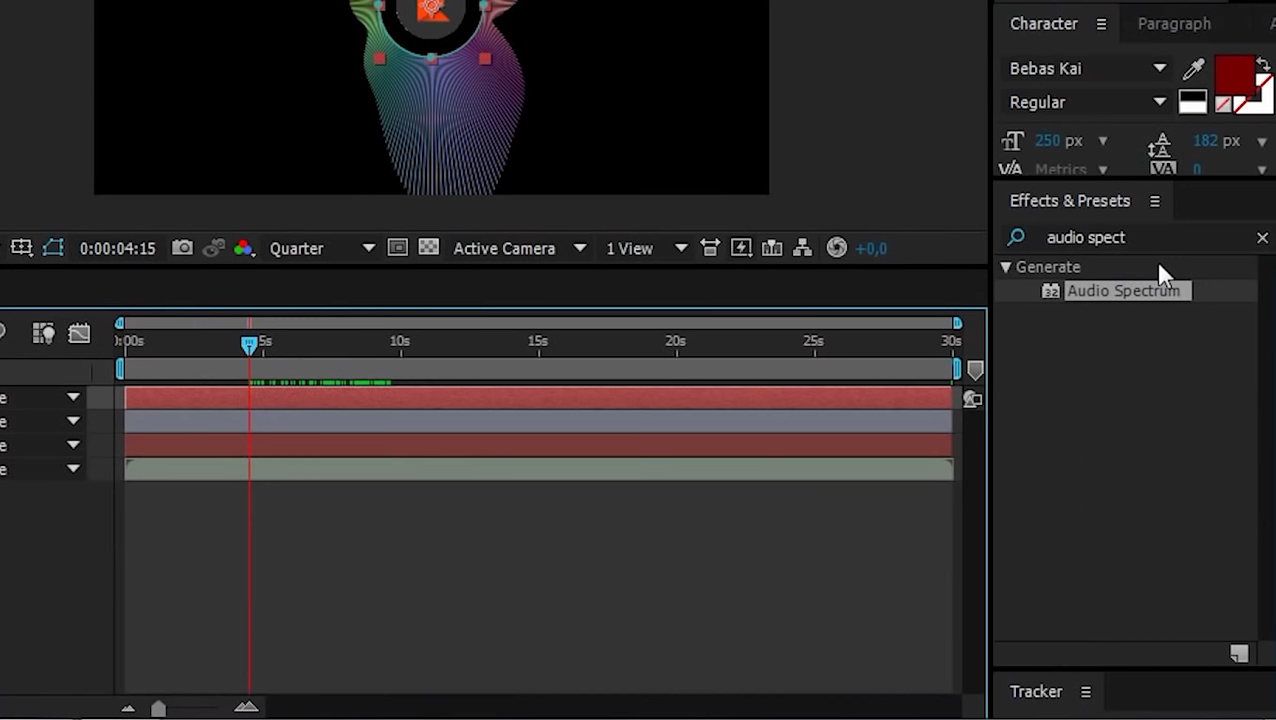 Character
Paragraph
A
Bebas Kai
Regular
250 px
182 px
Metrics
0
Effects & Presets
audio spect
Generate
32 Audio Spectrum
0:00:04:15
Quarter
Active Camera
1 View
+0,0
):00s
5s
10s
15s
20s
25s
30s
e
e
e
e
Tracker